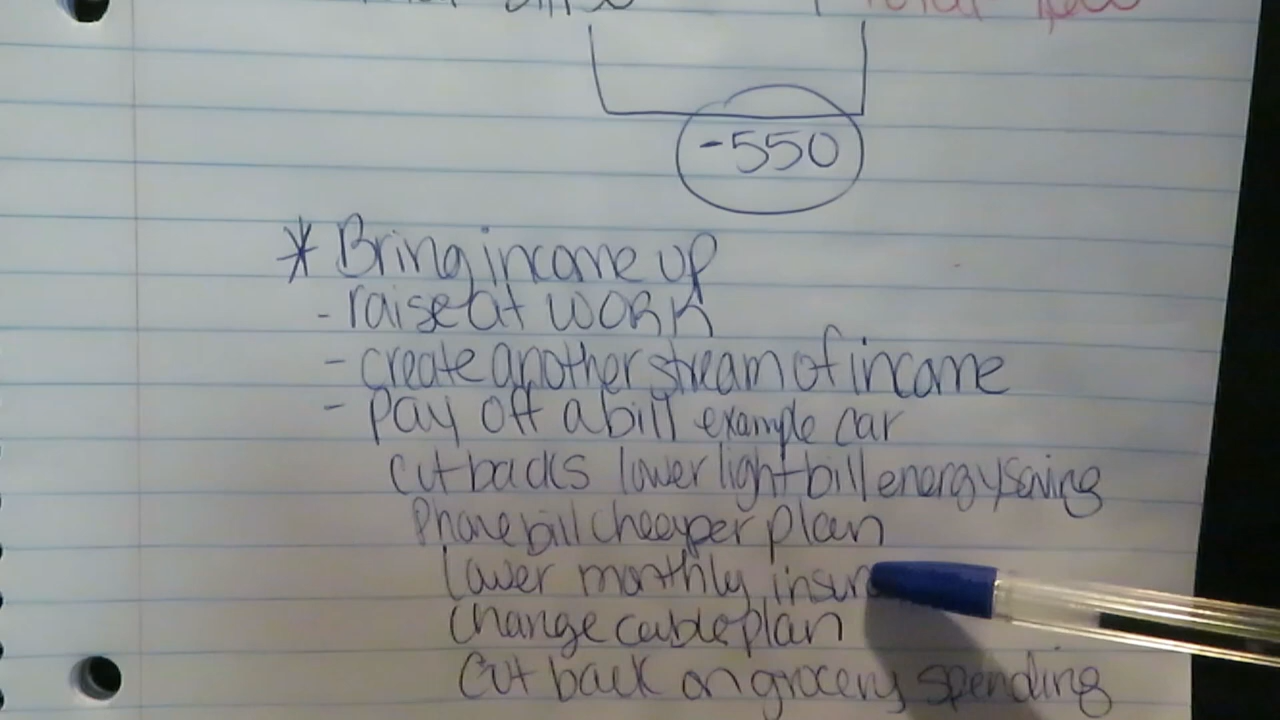 -550
* Bring income up
- raise at work
- create another stream of income
- pay off a bill example car
cut backs lower light bill energy saving
Phone bill cheeper plan
lower monthly
change cable plan
cut back on grocery spending